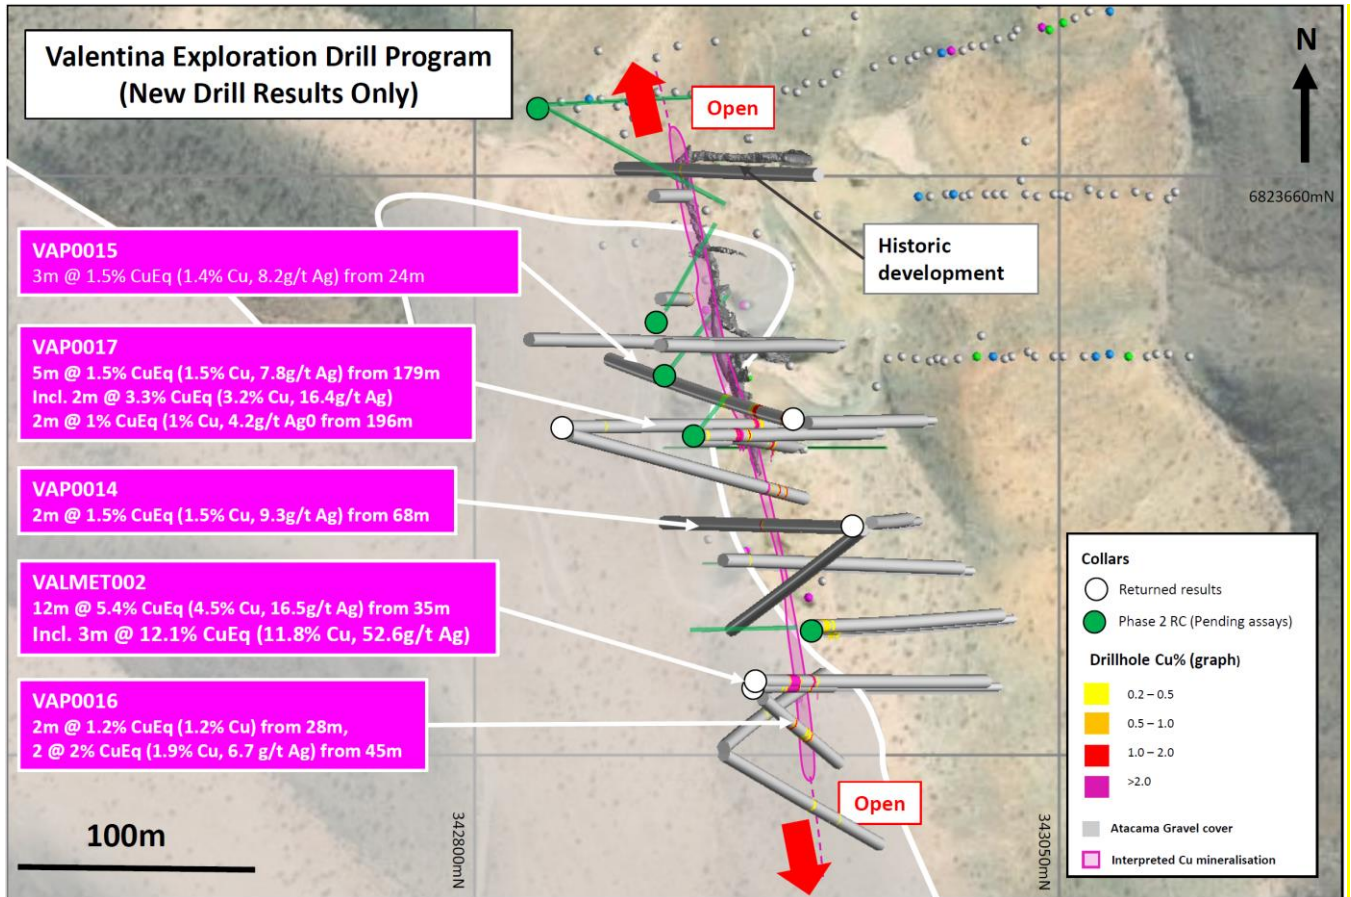 Valentina Exploration Drill Program
(New Drill Results Only)
N
Open
6823660mN
Historic
development
VAP0015
3m @ 1.5% CuEq (1.4% Cu, 8.2g/t Ag) from 24m
VAP0017
5m @ 1.5% CuEq (1.5% Cu, 7.8g/t Ag) from 179m
Incl. 2m @ 3.3% CuEq (3.2% Cu, 16.4g/t Ag)
2m @ 1% CuEq (1% Cu, 4.2g/t Ag0 from 196m
VAP0014
2m @ 1.5% CuEq (1.5% Cu, 9.3g/t Ag) from 68m
VALMET002
12m @ 5.4% CuEq (4.5% Cu, 16.5g/t Ag) from 35m
Incl. 3m @ 12.1% CuEq (11.8% Cu, 52.6g/t Ag)
VAP0016
2m @ 1.2% CuEq (1.2% Cu) from 28m,
2 @ 2% CuEq (1.9% Cu, 6.7 g/t Ag) from 45m
Open
100m
342800mN
343050mN
Collars
Returned results
Phase 2 RC (Pending assays)
Drillhole Cu% (graph)
0.2 – 0.5
0.5 – 1.0
1.0 – 2.0
>2.0
Atacama Gravel cover
Interpreted Cu mineralisation